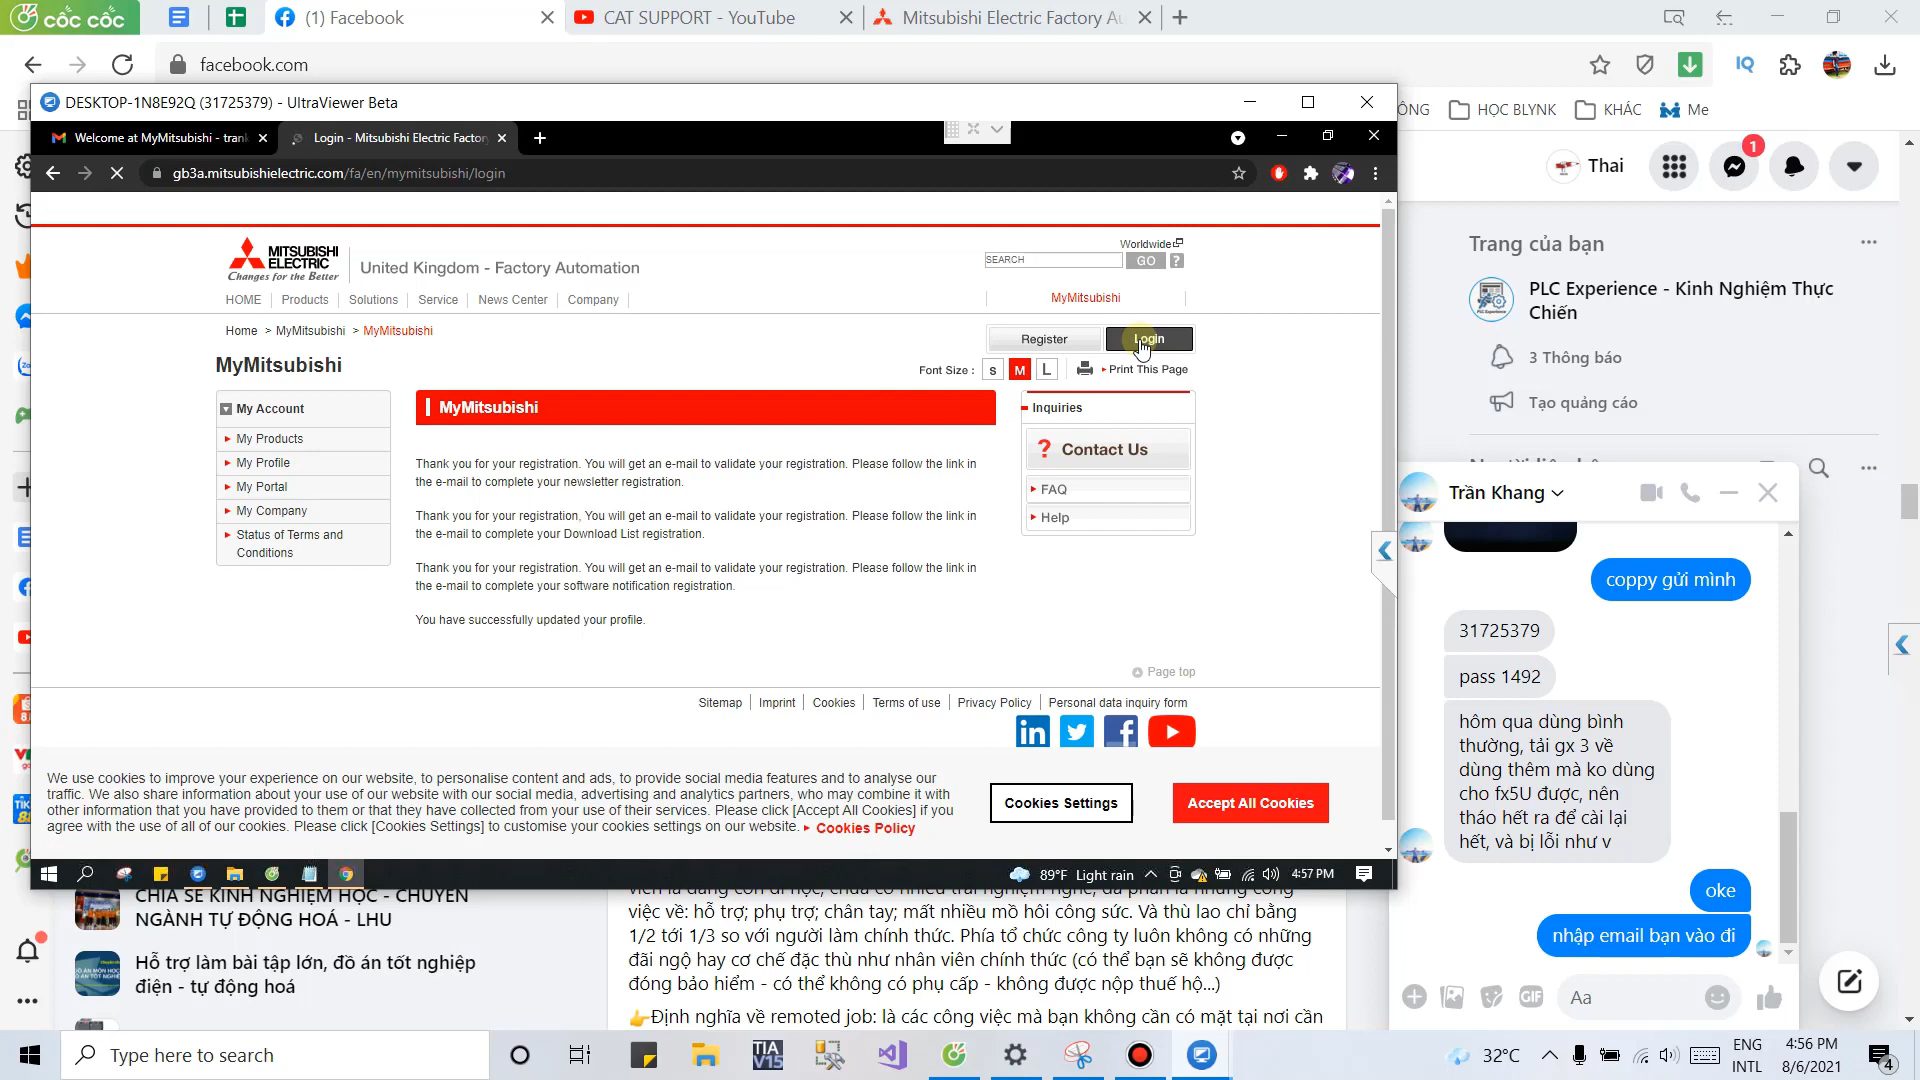 cốc cốc
(1) Facebook
CAT SUPPORT - YouTube
Mitsubishi Electric Factory Au
facebook.com
HỌC BLYNK
KHÁC
Me
DESKTOP-1N8E92Q (31725379) - UltraViewer Beta
Welcome at MyMitsubishi - trank
Login - Mitsubishi Electric Factory
gb3a.mitsubishielectric.com/fa/en/mymitsubishi/login
MITSUBISHI
ELECTRIC
Changes for the Better
United Kingdom - Factory Automation
Worldwide
SEARCH
GO
?
HOME
Products
Solutions
Service
News Center
Company
MyMitsubishi
Home > MyMitsubishi > MyMitsubishi
Register
Login
MyMitsubishi
Font Size :
S
M
L
Print This Page
My Account
My Products
My Profile
My Portal
My Company
Status of Terms and
Conditions
MyMitsubishi
Thank you for your registration. You will get an e-mail to validate your registration. Please follow the link in
the e-mail to complete your newsletter registration.
Thank you for your registration, You will get an e-mail to validate your registration. Please follow the link in
the e-mail to complete your Download List registration.
Thank you for your registration. You will get an e-mail to validate your registration. Please follow the link in
the e-mail to complete your software notification registration.
You have successfully updated your profile.
Inquiries
? Contact Us
FAQ
Help
Page top
Sitemap
Imprint
Cookies
Terms of use
Privacy Policy
Personal data inquiry form
in
We use cookies to improve your experience on our website, to personalise content and ads, to provide social media features and to analyse our
traffic. We also share information about your use of our website with our social media, advertising and analytics partners, who may combine it with
other information that you have provided to them or that they have collected from your use of their services. Please click [Accept All Cookies] if you
agree with the use of all of our cookies. Please click [Cookies Settings] to customise your cookies settings on our website. Cookies Policy
Cookies Settings
Accept All Cookies
89°F Light rain
4:57 PM
Thai
1
Trang của bạn
PLC Experience - Kinh Nghiệm Thực
Chiến
3 Thông báo
Tạo quảng cáo
Trần Khang
coppy gửi mình
31725379
pass 1492
hôm qua dùng bình
thường, tải gx 3 về
dùng thêm mà ko dùng
cho fx5U được, nên
tháo hết ra để cài lại
hết, và bị lỗi như v
oke
nhập email bạn vào đi
GIF
Aa
CHIA SẺ KINH NGHIỆM HỌC - CHUYÊN
NGÀNH TỰ ĐỘNG HOÁ - LHU
Hỗ trợ làm bài tập lớn, đồ án tốt nghiệp
điện - tự động hoá
việc về: hỗ trợ; phụ trợ; chân tay; mất nhiều mồ hôi công sức. Và thù lao chỉ bằng
1/2 tới 1/3 so với người làm chính thức. Phía tổ chức công ty luôn không có những
đãi ngộ hay cơ chế đặc thù như nhân viên chính thức (có thể bạn sẽ không được
đóng bảo hiểm - có thể không có phụ cấp - không được nộp thuế hộ...)
👉Định nghĩa về remoted job: là các công việc mà bạn không cần có mặt tại nơi cần
Type here to search
TIA
V15
32°C
ENG
INTL
4:56 PM
8/6/2021
4